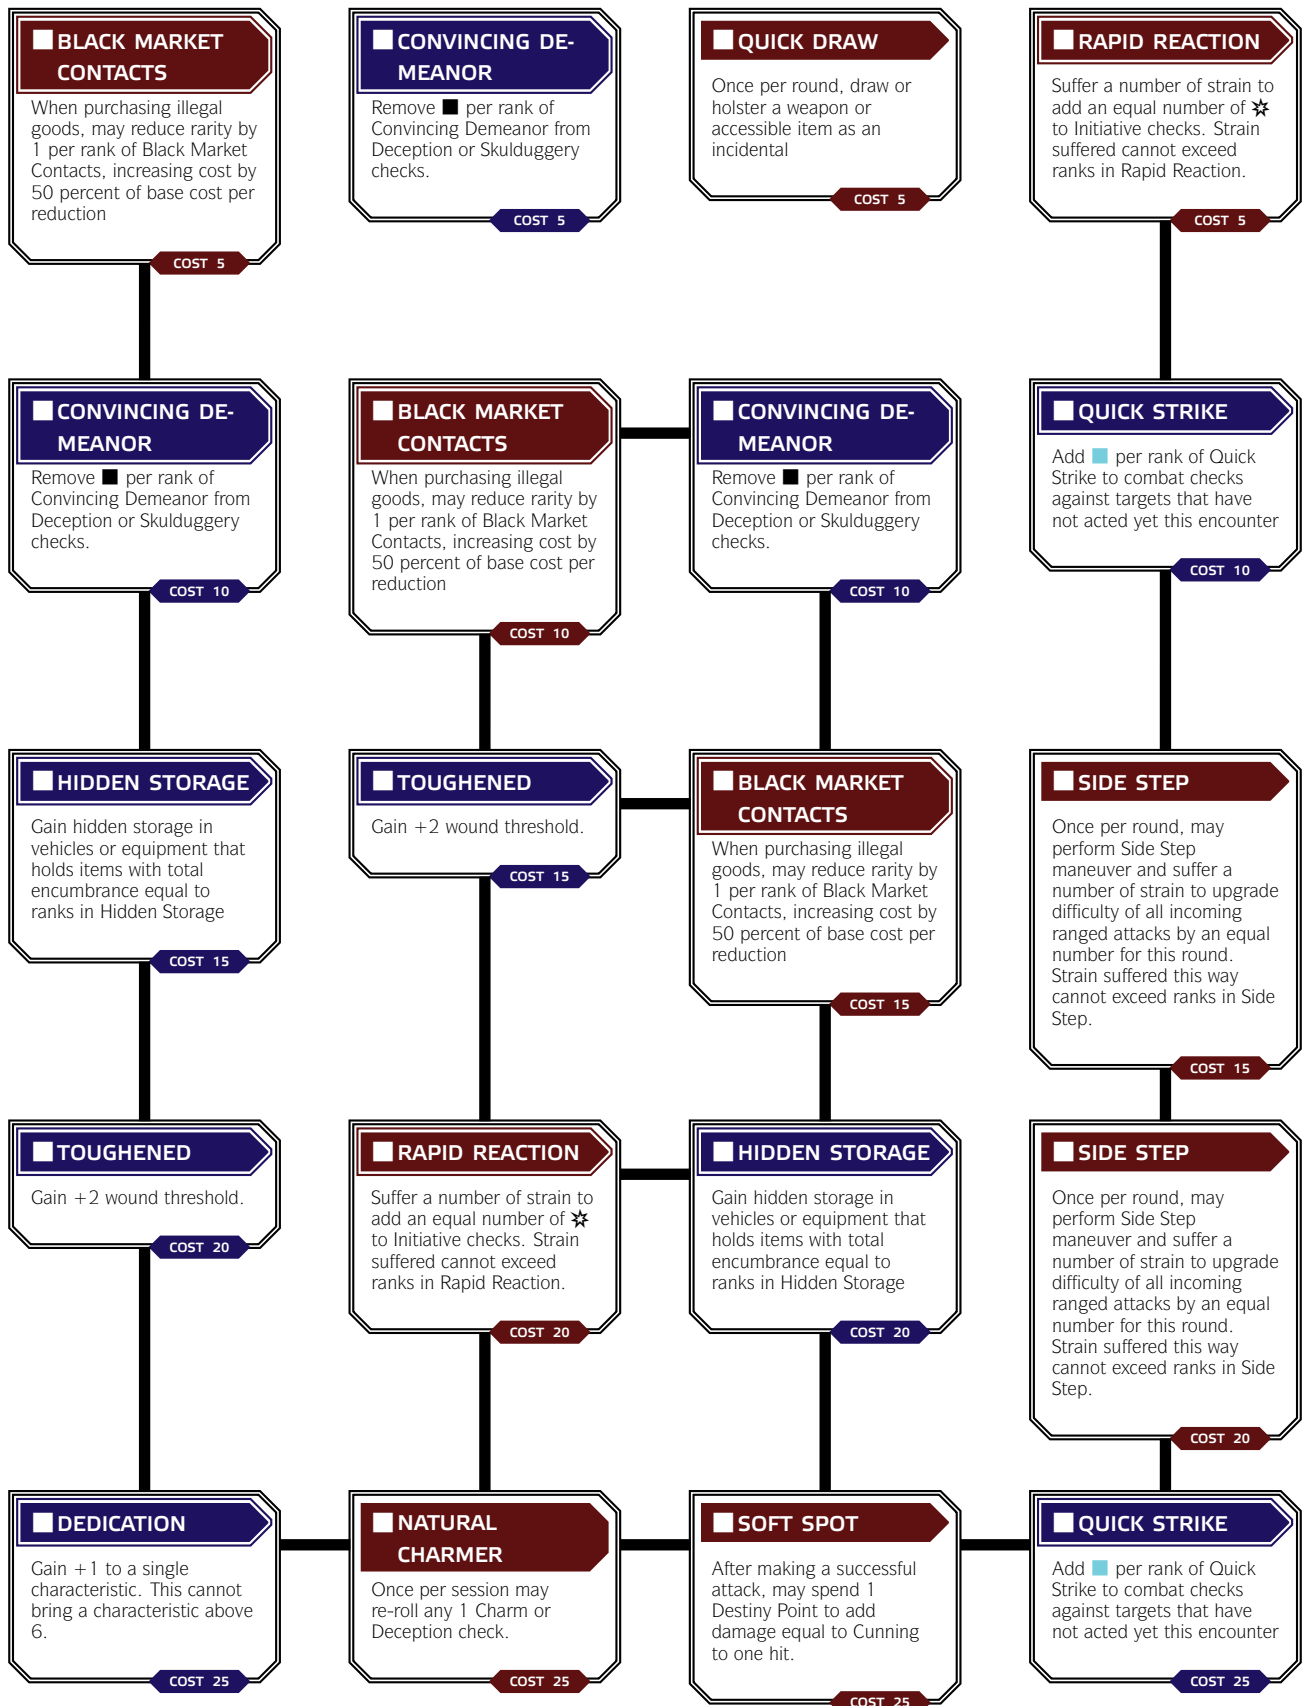 BLACK MARKET
CONTACTS
When purchasing illegal
goods, may reduce rarity by
1 per rank of Black Market
Contacts, increasing cost by
50 percent of base cost per
reduction
COST 5
CONVINCING DE-
MEANOR
Remove ■ per rank of
Convincing Demeanor from
Deception or Skulduggery
checks.
COST 5
QUICK DRAW
Once per round, draw or
holster a weapon or
accessible item as an
incidental
COST 5
RAPID REACTION
Suffer a number of strain to
add an equal number of
to Initiative checks. Strain
suffered cannot exceed
ranks in Rapid Reaction.
COST 5
CONVINCING DE-
MEANOR
Remove ■ per rank of
Convincing Demeanor from
Deception or Skulduggery
checks.
COST 10
BLACK MARKET
CONTACTS
When purchasing illegal
goods, may reduce rarity by
1 per rank of Black Market
Contacts, increasing cost by
50 percent of base cost per
reduction
COST 10
CONVINCING DE-
MEANOR
Remove ■ per rank of
Convincing Demeanor from
Deception or Skulduggery
checks.
COST 10
QUICK STRIKE
Add ■ per rank of Quick
Strike to combat checks
against targets that have
not acted yet this encounter
COST 10
HIDDEN STORAGE
Gain hidden storage in
vehicles or equipment that
holds items with total
encumbrance equal to
ranks in Hidden Storage
COST 15
TOUGHENED
Gain +2 wound threshold.
COST 15
BLACK MARKET
CONTACTS
When purchasing illegal
goods, may reduce rarity by
1 per rank of Black Market
Contacts, increasing cost by
50 percent of base cost per
reduction
COST 15
SIDE STEP
Once per round, may
perform Side Step
maneuver and suffer a
number of strain to upgrade
difficulty of all incoming
ranged attacks by an equal
number for this round.
Strain suffered this way
cannot exceed ranks in Side
Step.
COST 15
TOUGHENED
Gain +2 wound threshold.
COST 20
RAPID REACTION
Suffer a number of strain to
add an equal number of
to Initiative checks. Strain
suffered cannot exceed
ranks in Rapid Reaction.
COST 20
HIDDEN STORAGE
Gain hidden storage in
vehicles or equipment that
holds items with total
encumbrance equal to
ranks in Hidden Storage
COST 20
SIDE STEP
Once per round, may
perform Side Step
maneuver and suffer a
number of strain to upgrade
difficulty of all incoming
ranged attacks by an equal
number for this round.
Strain suffered this way
cannot exceed ranks in Side
Step.
COST 20
DEDICATION
Gain +1 to a single
characteristic. This cannot
bring a characteristic above
6.
COST 25
NATURAL
CHARMER
Once per session may
re-roll any 1 Charm or
Deception check.
COST 25
SOFT SPOT
After making a successful
attack, may spend 1
Destiny Point to add
damage equal to Cunning
to one hit.
COST 25
QUICK STRIKE
Add ■ per rank of Quick
Strike to combat checks
against targets that have
not acted yet this encounter
COST 25